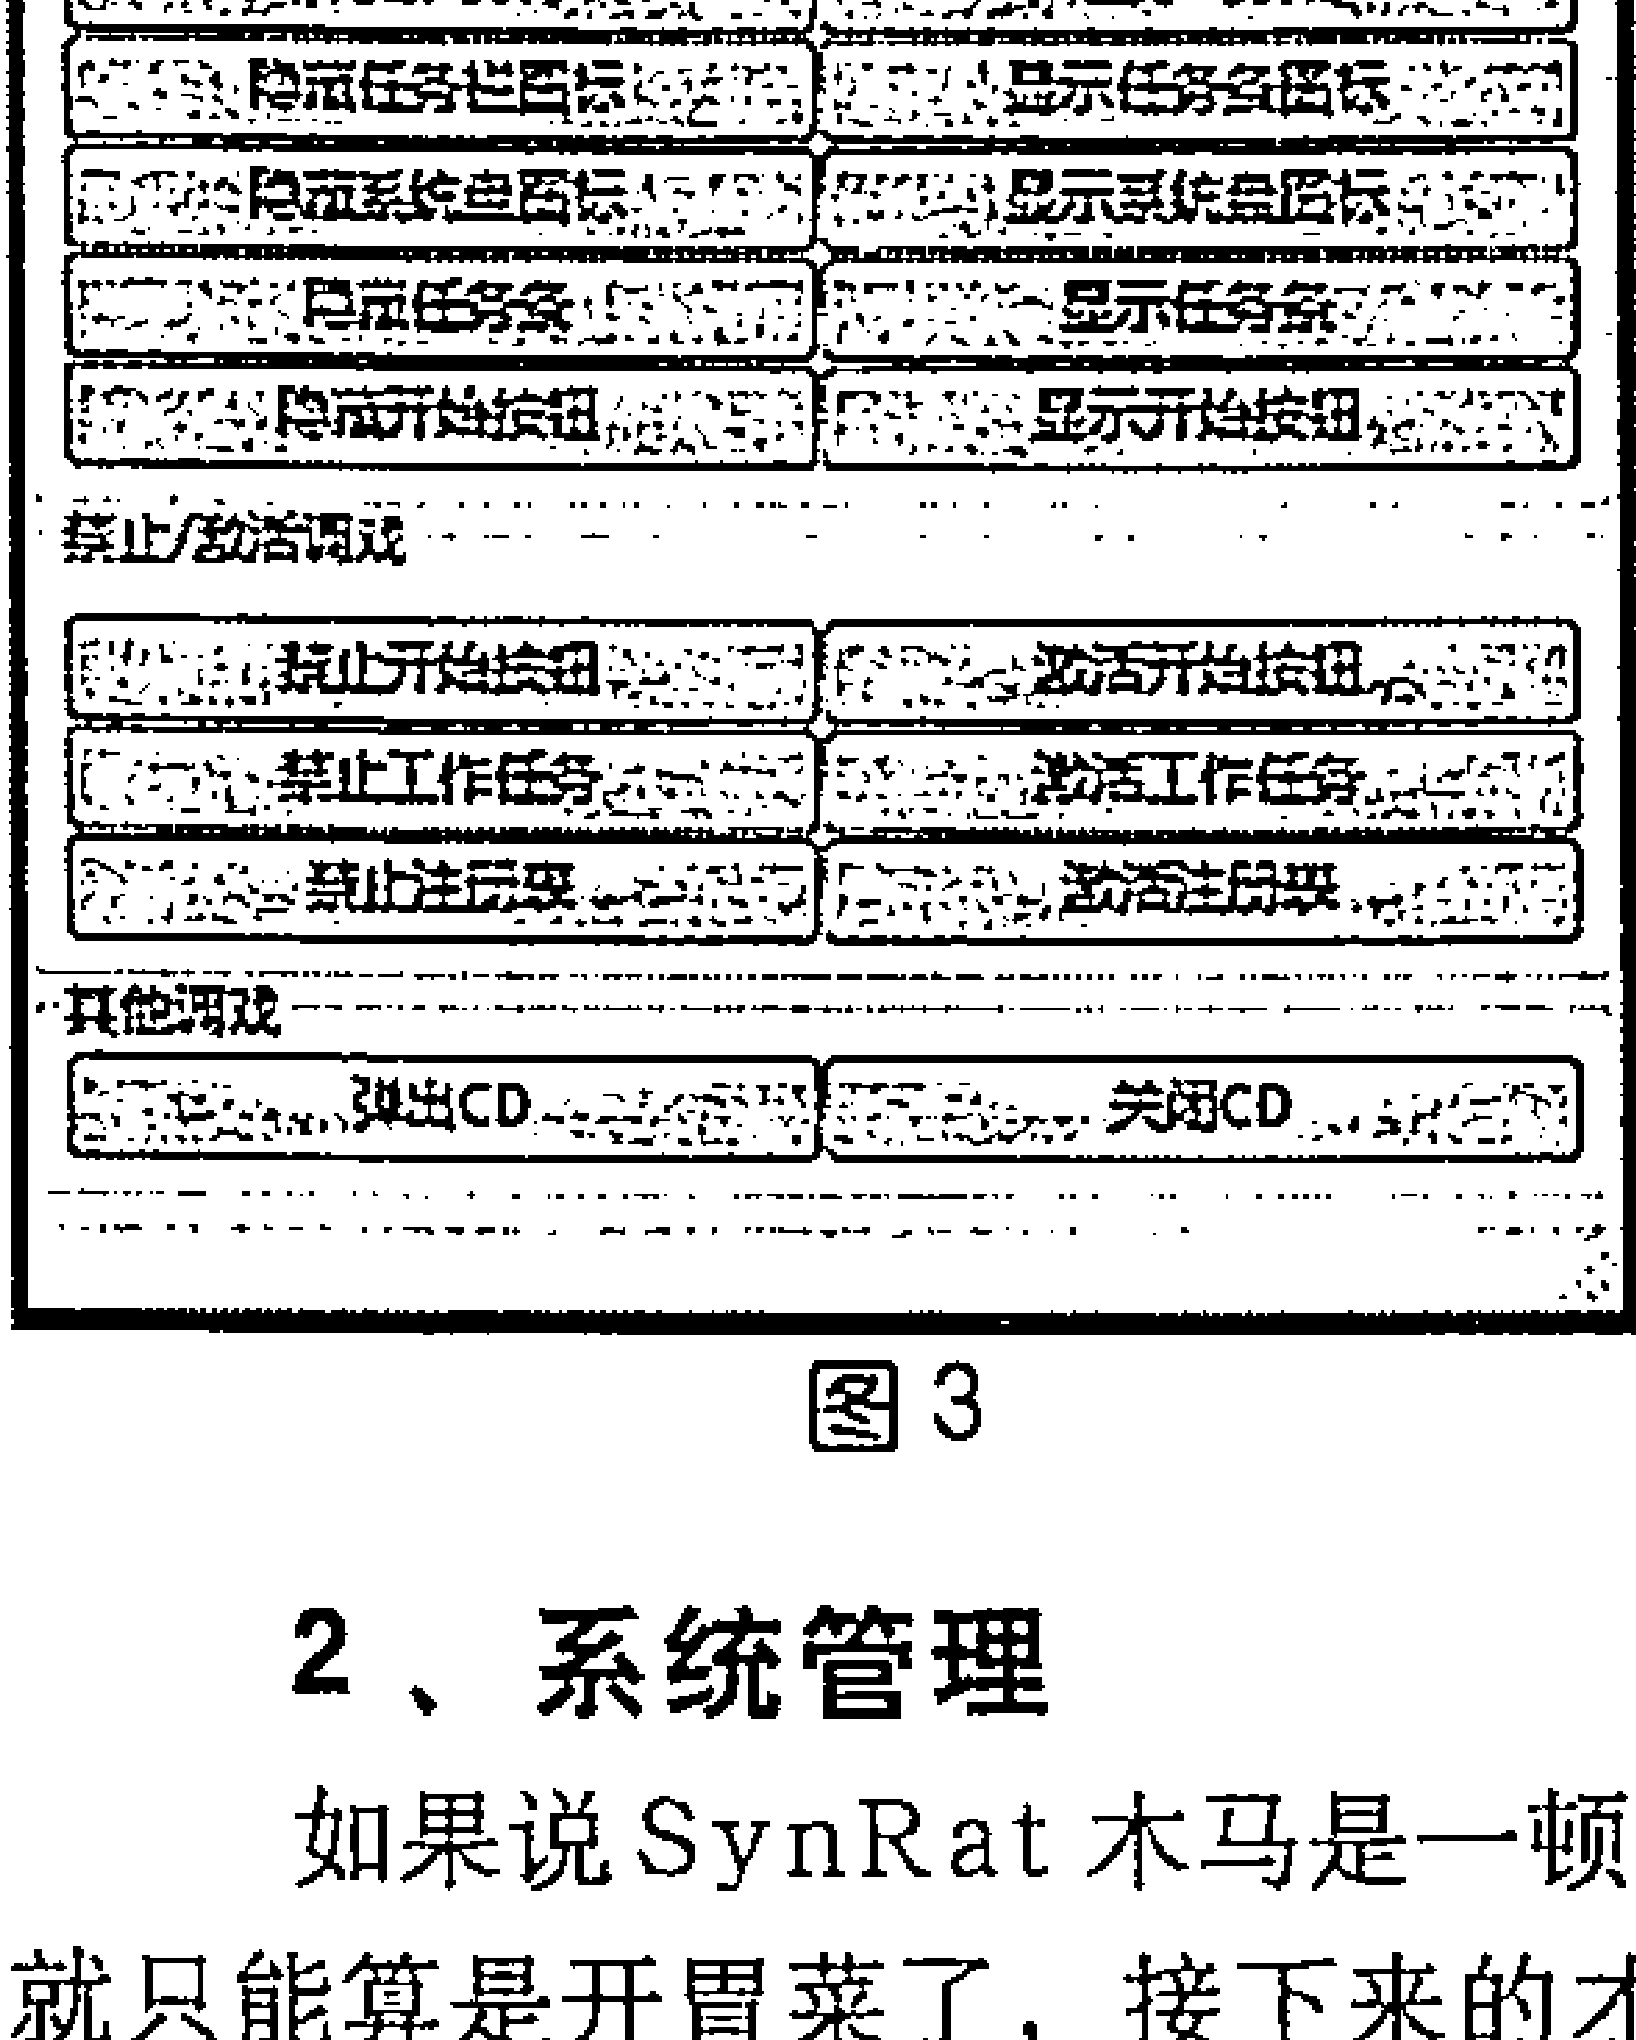 隐藏任务栏图标 显示任务栏图标
隐藏系统盘图标 显示系统盘图标
隐藏任务条 显示任务条
隐藏开始按钮 显示开始按钮
禁止/激活调戏
禁止开始按钮 激活开始按钮
禁止工作任务 激活工作任务
禁止注册表 激活注册表
其他调戏
弹出CD 关闭CD
图 3
2、系统管理
如果说SynRat木马是一顿
就只能算是开胃菜了，接下来的才